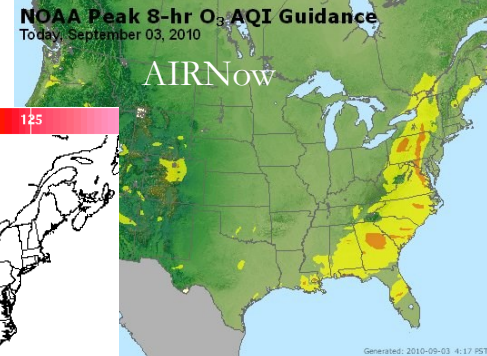 NOAA Peak 8-hr O₃ AQI Guidance
Today, September 03, 2010
AIRNow
125
Generated: 2010-09-03 4:17 PST